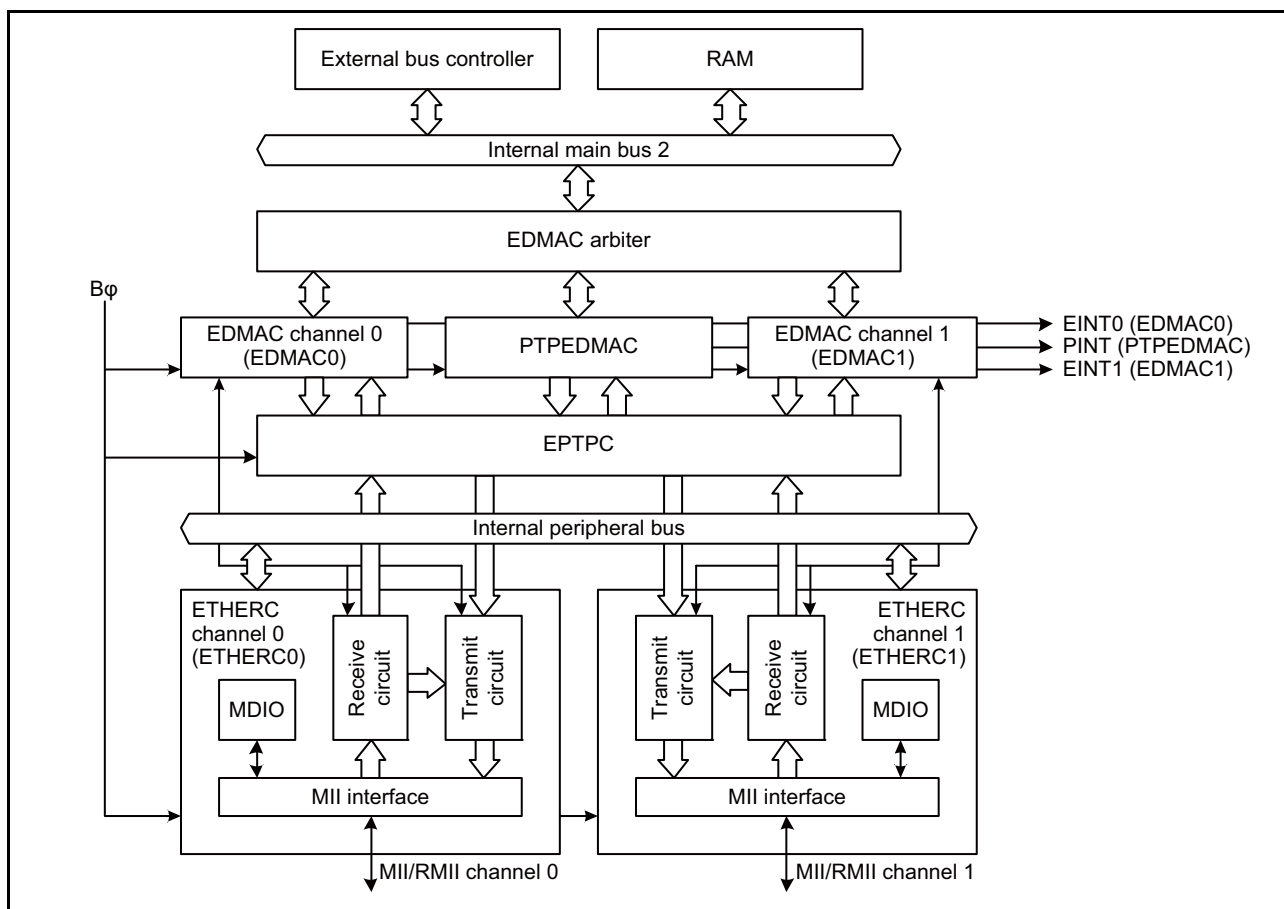 External bus controller
RAM
Internal main bus 2
EDMAC arbiter
Bφ
EDMAC channel 0
(EDMAC0)
PTPEDMAC
EDMAC channel 1
(EDMAC1)
EINT0 (EDMAC0)
PINT (PTPEDMAC)
EINT1 (EDMAC1)
EPTPC
Internal peripheral bus
ETHERC
channel 0
(ETHERC0)
Receive
circuit
Transmit
circuit
MDIO
MII interface
MII/RMII channel 0
Transmit
circuit
Receive
circuit
ETHERC
channel 1
(ETHERC1)
MDIO
MII interface
MII/RMII channel 1